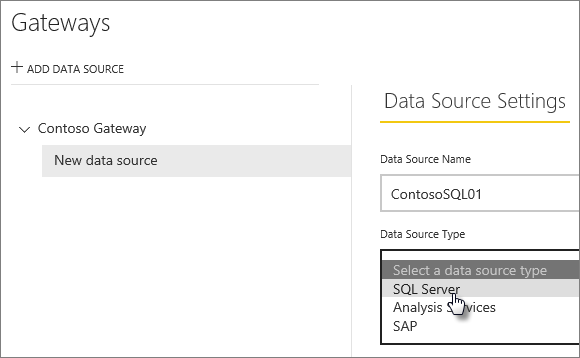 Gateways
+ ADD DATA SOURCE
Contoso Gateway
New data source
Data Source Settings
Data Source Name
ContosoSQL01
Data Source Type
Select a data source type
SQL Server
Analysis Services
SAP